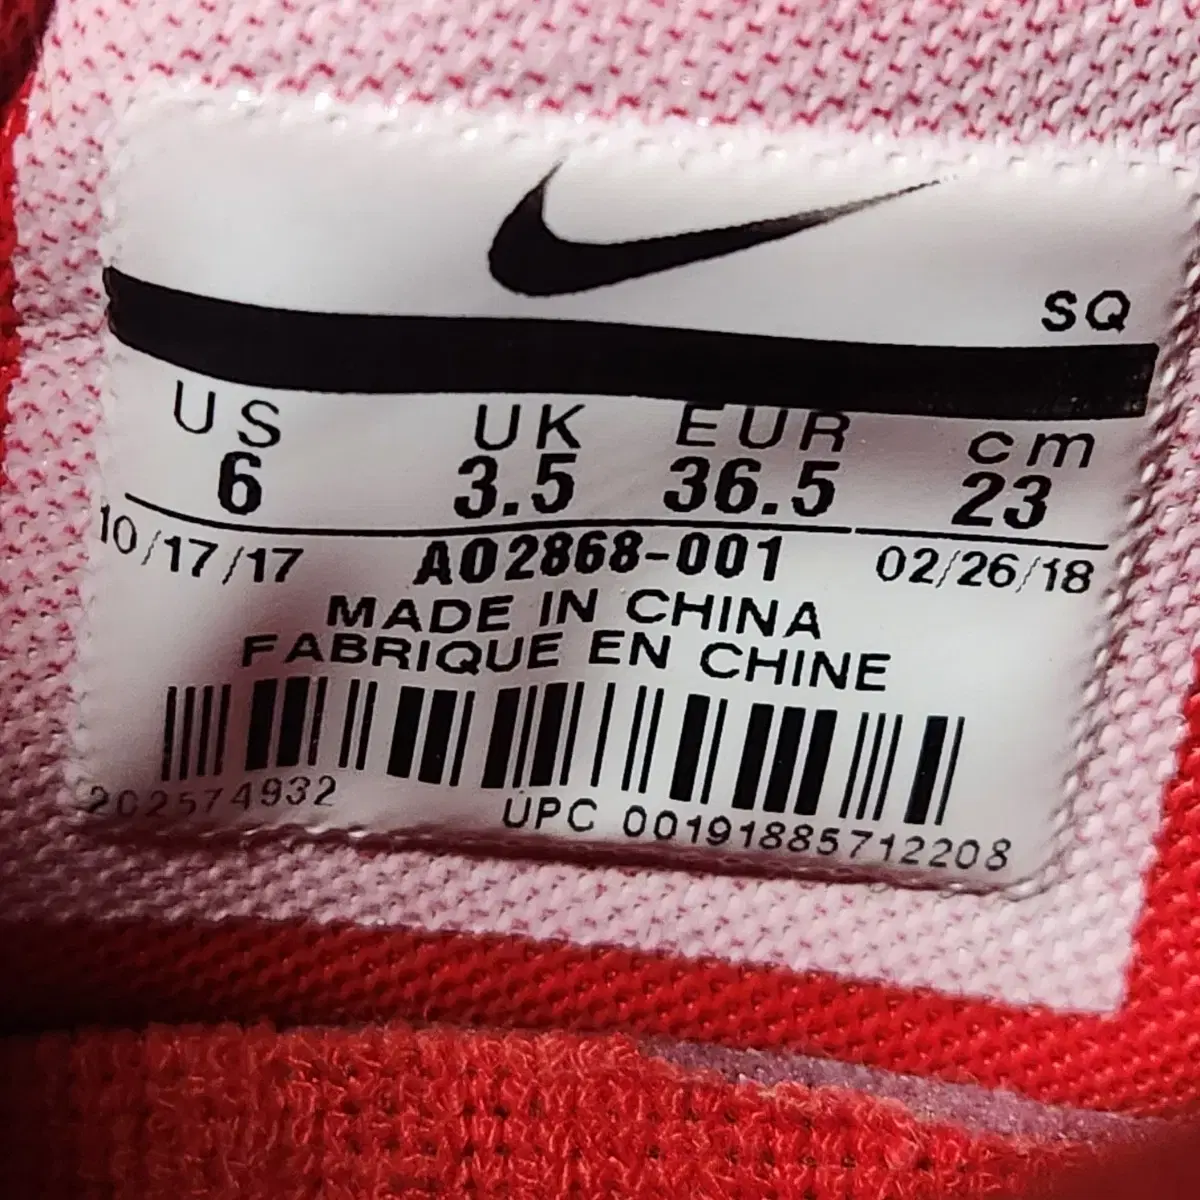 SQ
US UK EUR cm
6 3.5 36.5 23
10/17/17 AO2868-001 02/26/18
MADE IN CHINA
FABRIQUE EN CHINE
202574932 UPC 00191885712208